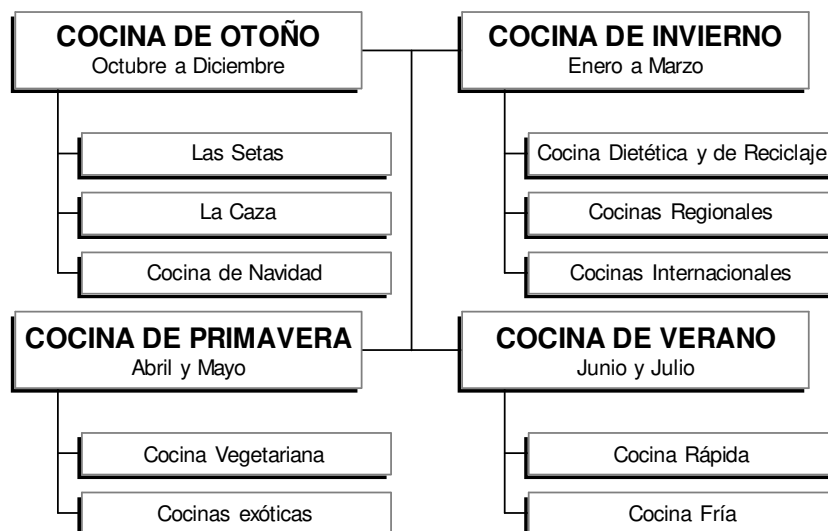 COCINA DE OTOÑO
Octubre a Diciembre
Las Setas
La Caza
Cocina de Navidad
COCINA DE INVIERNO
Enero a Marzo
Cocina Dietética y de Reciclaje
Cocinas Regionales
Cocinas Internacionales
COCINA DE PRIMAVERA
Abril y Mayo
Cocina Vegetariana
Cocinas exóticas
COCINA DE VERANO
Junio y Julio
Cocina Rápida
Cocina Fría